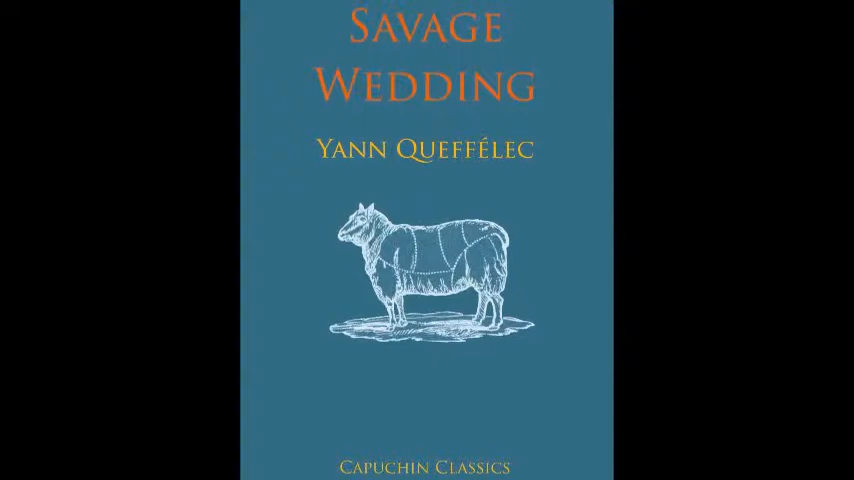 SAVAGE
WEDDING
YANN QUEFFÉLEC
CAPUCHIN CLASSICS